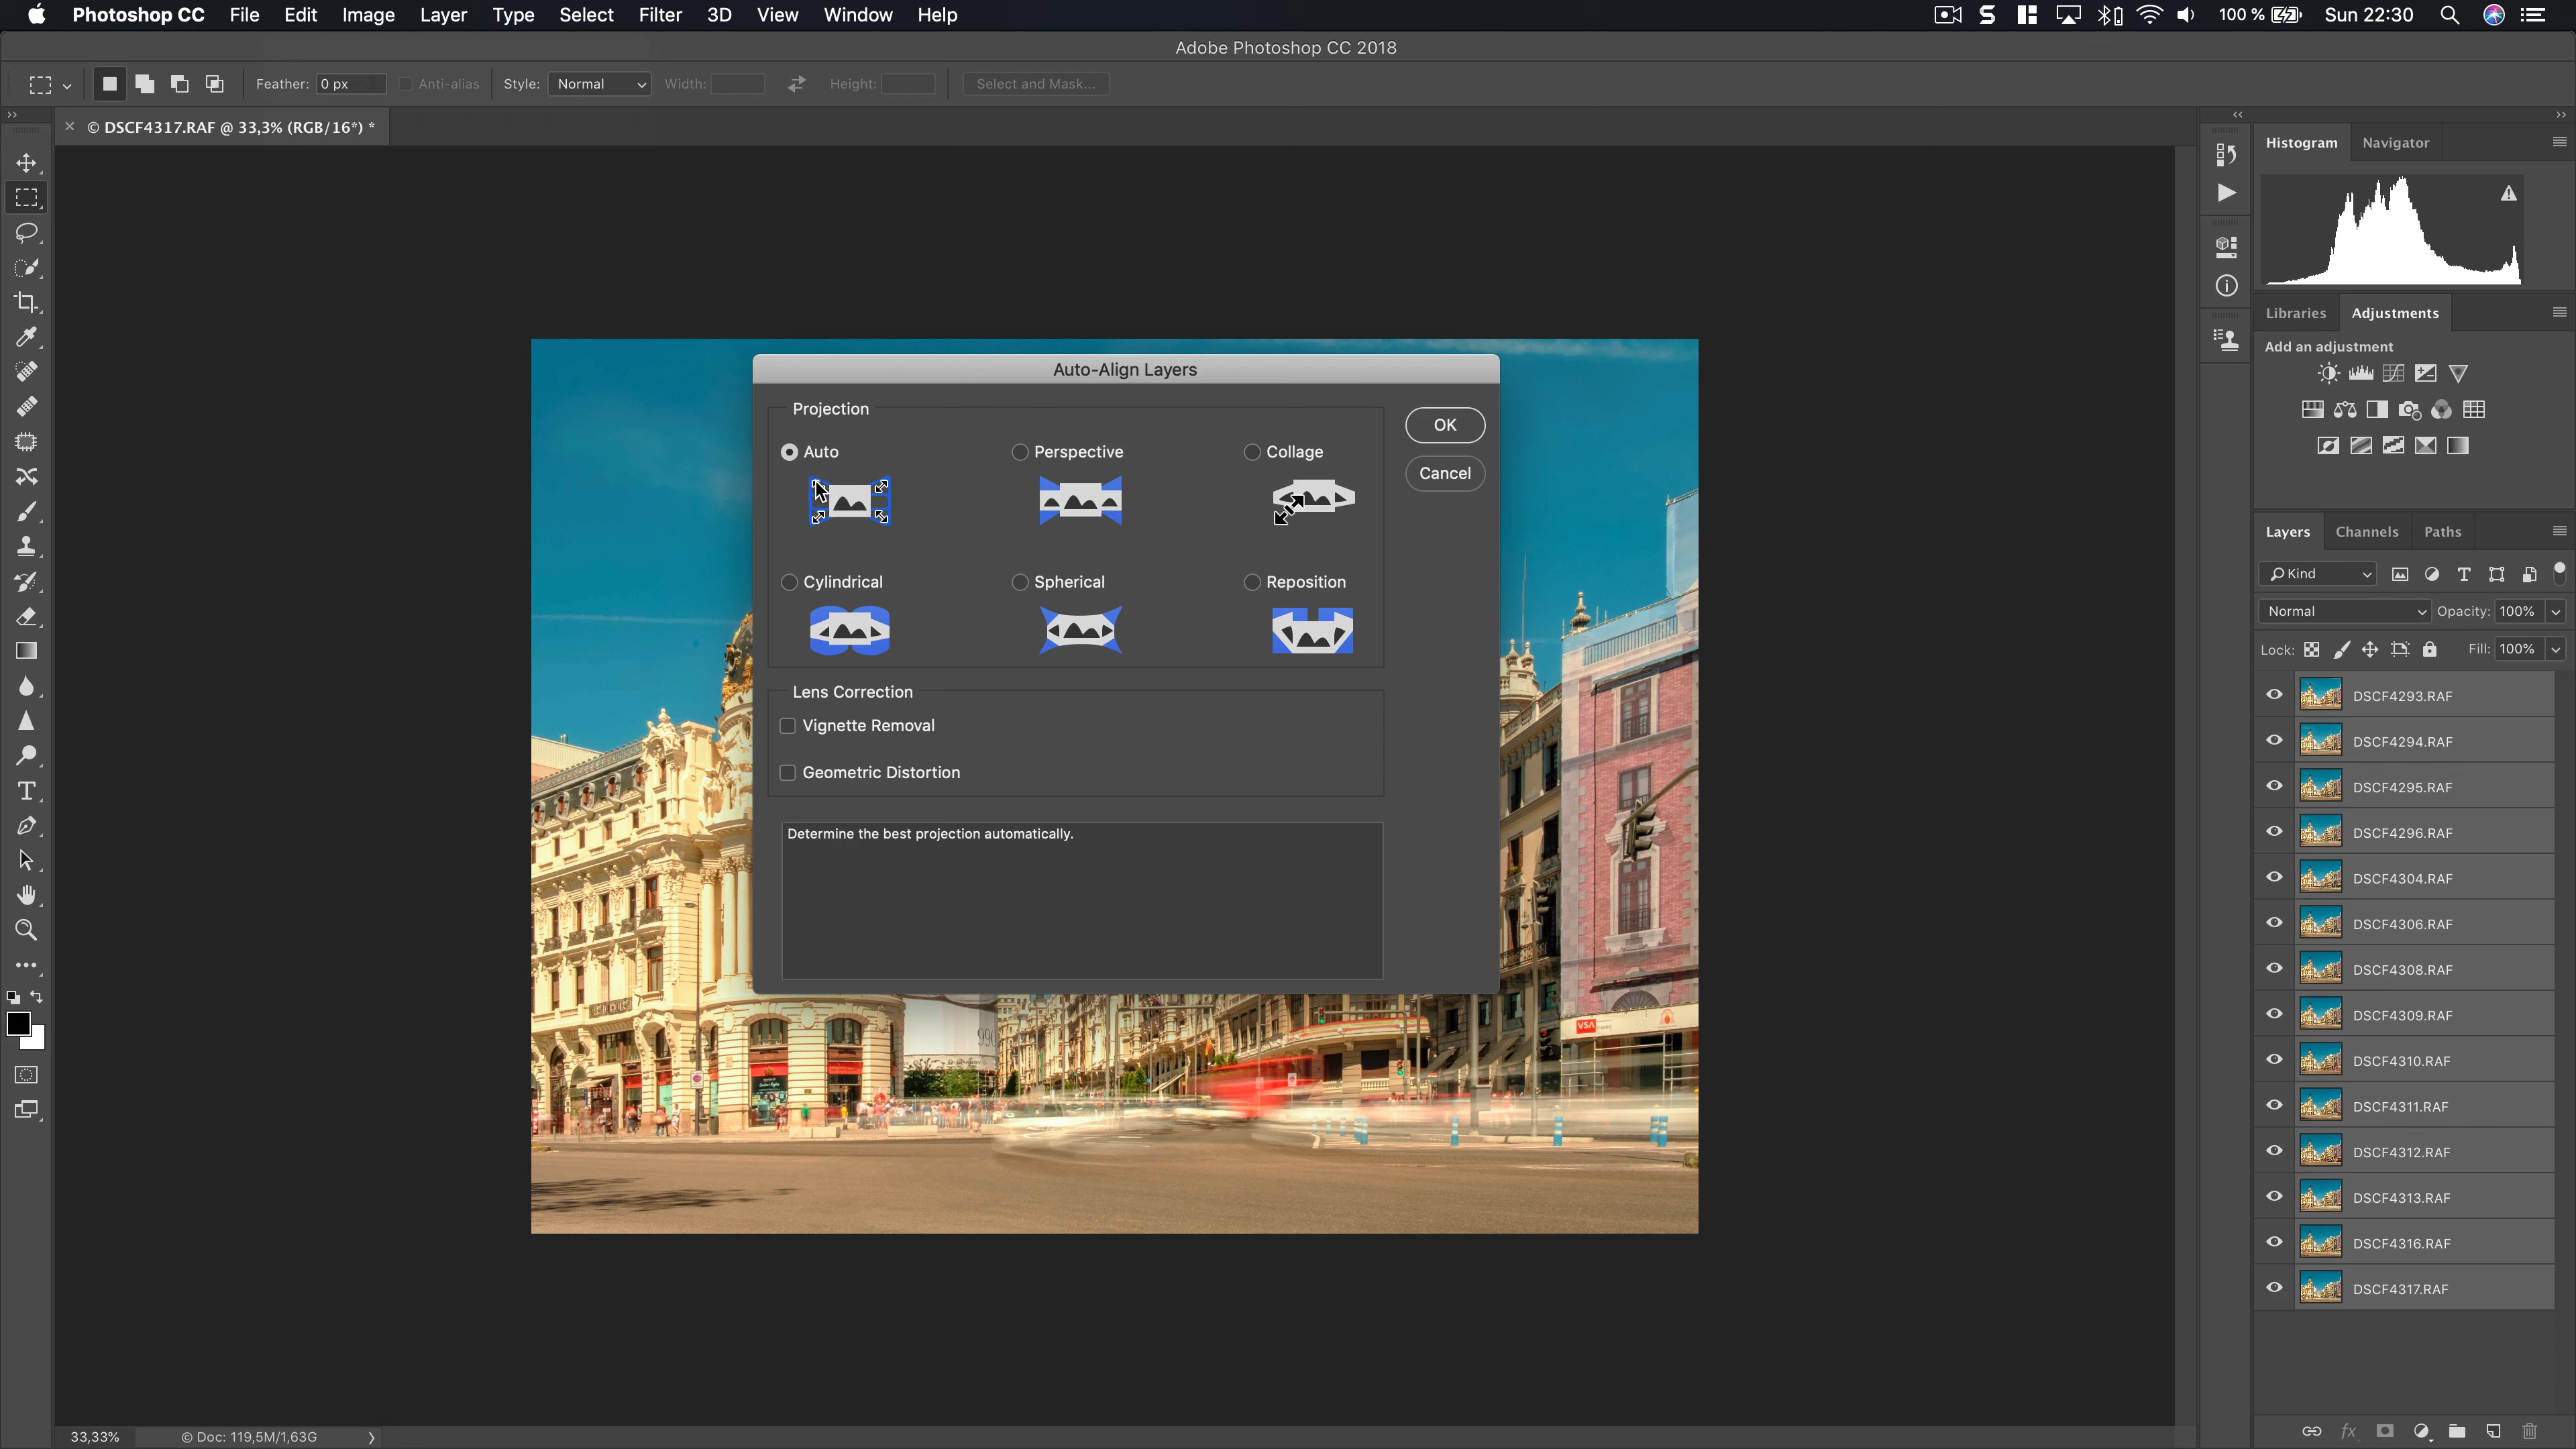 Photoshop CC File Edit Image Layer Type Select Filter 3D View Window Help 100 % Sun 22:30
Adobe Photoshop CC 2018
Feather: 0 px Anti-alias Style: Normal Width: Height: Select and Mask...
© DSCF4317.RAF @ 33,3% (RGB/16*) *
Histogram Navigator
Libraries Adjustments
Add an adjustment
Auto-Align Layers
Projection
OK
Cancel
Auto Perspective Collage
Cylindrical Spherical Reposition
Lens Correction
Vignette Removal
Geometric Distortion
Determine the best projection automatically.
990
VSA
Layers Channels Paths
Kind
Normal Opacity: 100%
Lock: Fill: 100%
DSCF4293.RAF
DSCF4294.RAF
DSCF4295.RAF
DSCF4296.RAF
DSCF4304.RAF
DSCF4306.RAF
DSCF4308.RAF
DSCF4309.RAF
DSCF4310.RAF
DSCF4311.RAF
DSCF4312.RAF
DSCF4313.RAF
DSCF4316.RAF
DSCF4317.RAF
fx
33,33% © Doc: 119,5M/1,63G